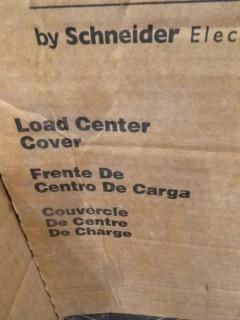 by Schneider Elec
Load Center
Cover
Frente De
Centro De Carga
Couvercle
De Centre
De Charge